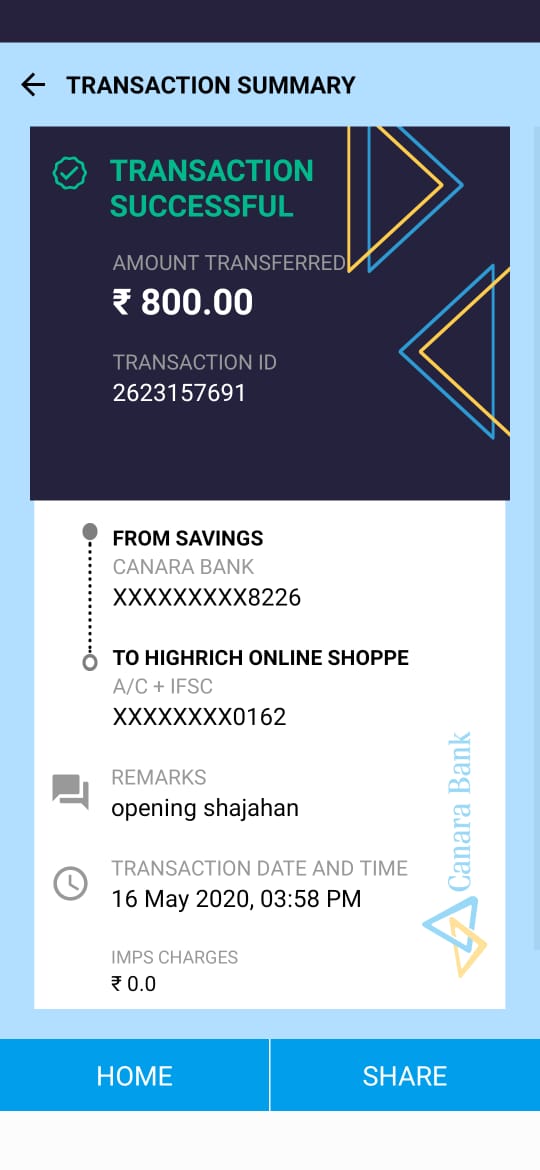 TRANSACTION SUMMARY
TRANSACTION
SUCCESSFUL
AMOUNT TRANSFERRED
₹ 800.00
TRANSACTION ID
2623157691
FROM SAVINGS
CANARA BANK
XXXXXXXXX8226
TO HIGHRICH ONLINE SHOPPE
A/C + IFSC
XXXXXXXX0162
REMARKS
opening shajahan
TRANSACTION DATE AND TIME
16 May 2020, 03:58 PM
IMPS CHARGES
₹ 0.0
Canara Bank
HOME
SHARE